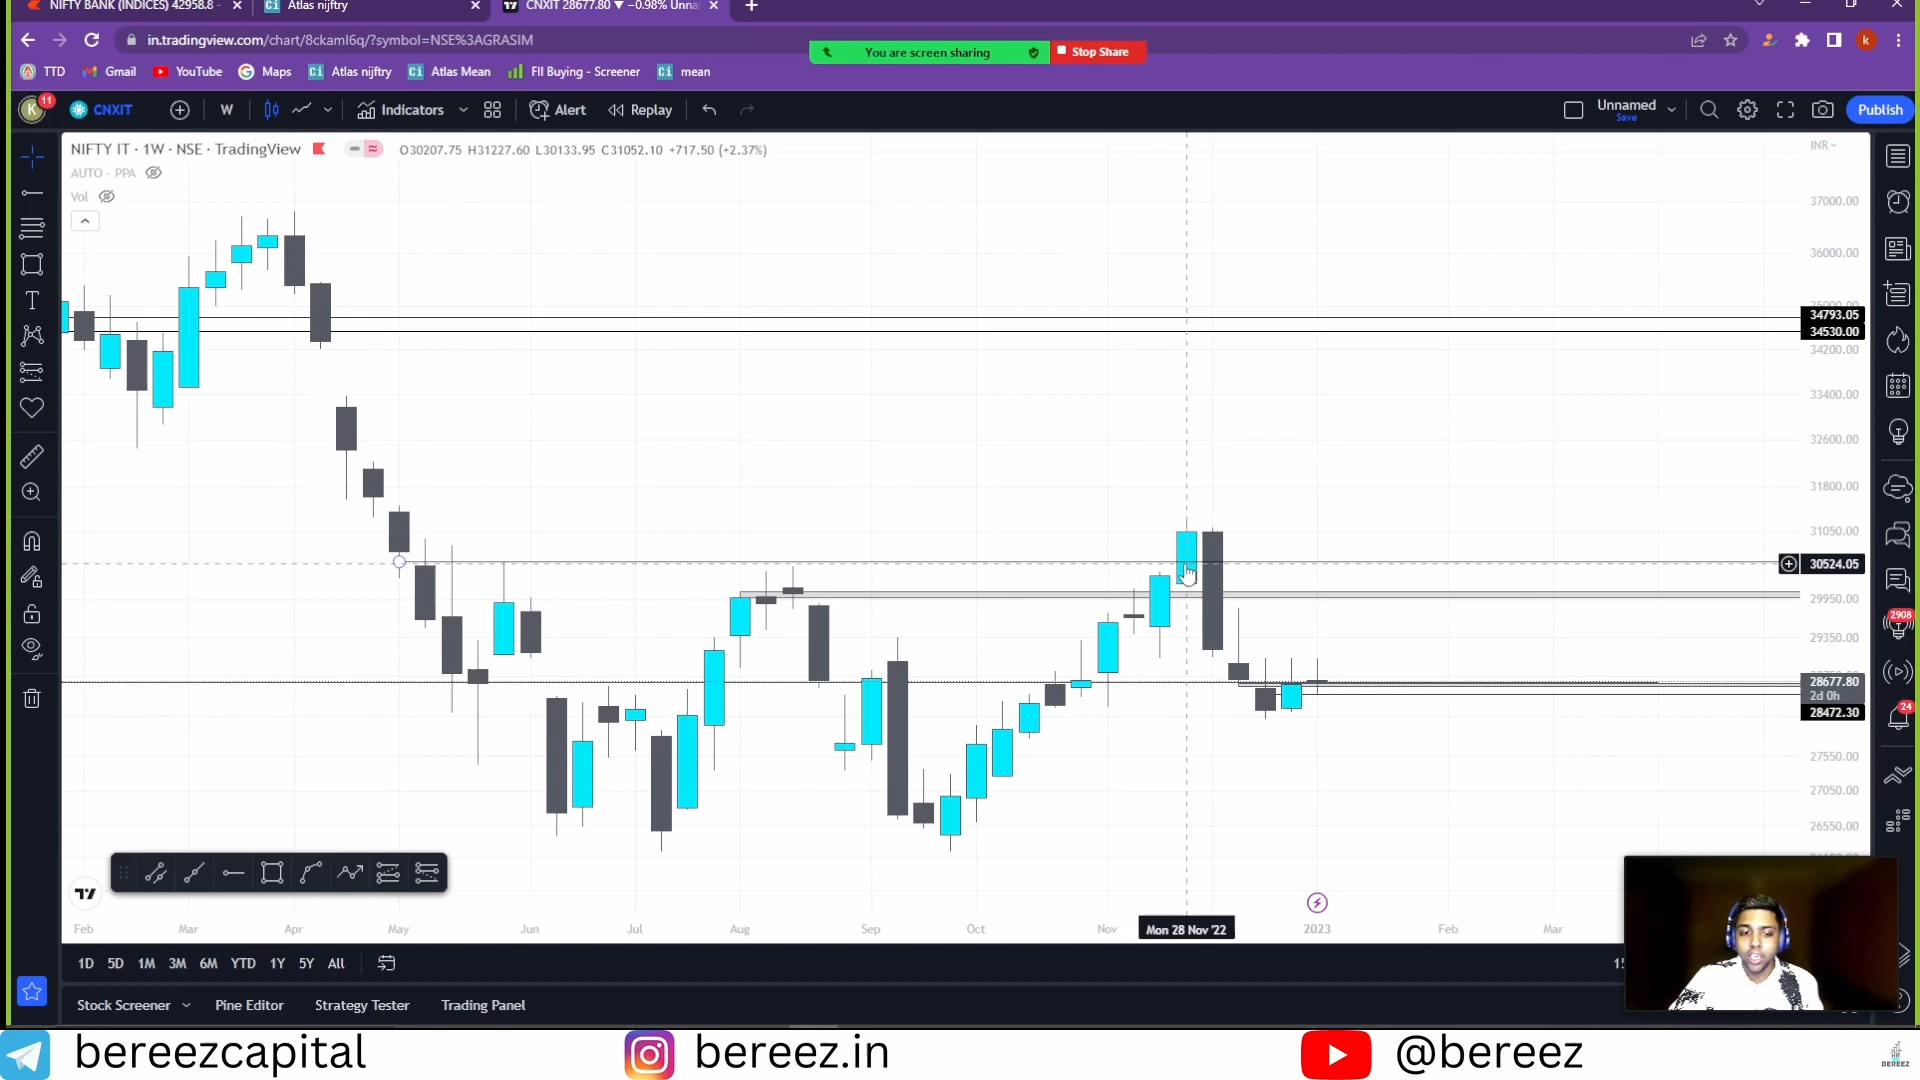 NIFTY BANK (INDICES) 42958.8 -
Atlas nijftry
CNXIT 28677.80 ▼ −0.98% Unna
in.tradingview.com/chart/8ckaml6q/?symbol=NSE%3AGRASIM
You are screen sharing
Stop Share
k
TTD
Gmail
YouTube
Maps
Atlas nijftry
Atlas Mean
FII Buying - Screener
mean
K
11
CNXIT
W
Indicators
Alert
Replay
Unnamed
Save
Publish
NIFTY IT · 1W · NSE · TradingView
O30207.75 H31227.60 L30133.95 C31052.10 +717.50 (+2.37%)
INR
AUTO - PPA
Vol
37000.00
36000.00
35000.00
34793.05
34530.00
34200.00
33400.00
32600.00
31800.00
31050.00
30524.05
29950.00
29350.00
28677.80
2d 0h
28472.30
27550.00
27050.00
26550.00
2908
24
Feb
Mar
Apr
May
Jun
Jul
Aug
Sep
Oct
Nov
Mon 28 Nov '22
2023
Feb
Mar
1D
5D
1M
3M
6M
YTD
1Y
5Y
All
Stock Screener
Pine Editor
Strategy Tester
Trading Panel
bereezcapital
bereez.in
@bereez
BEREEZ